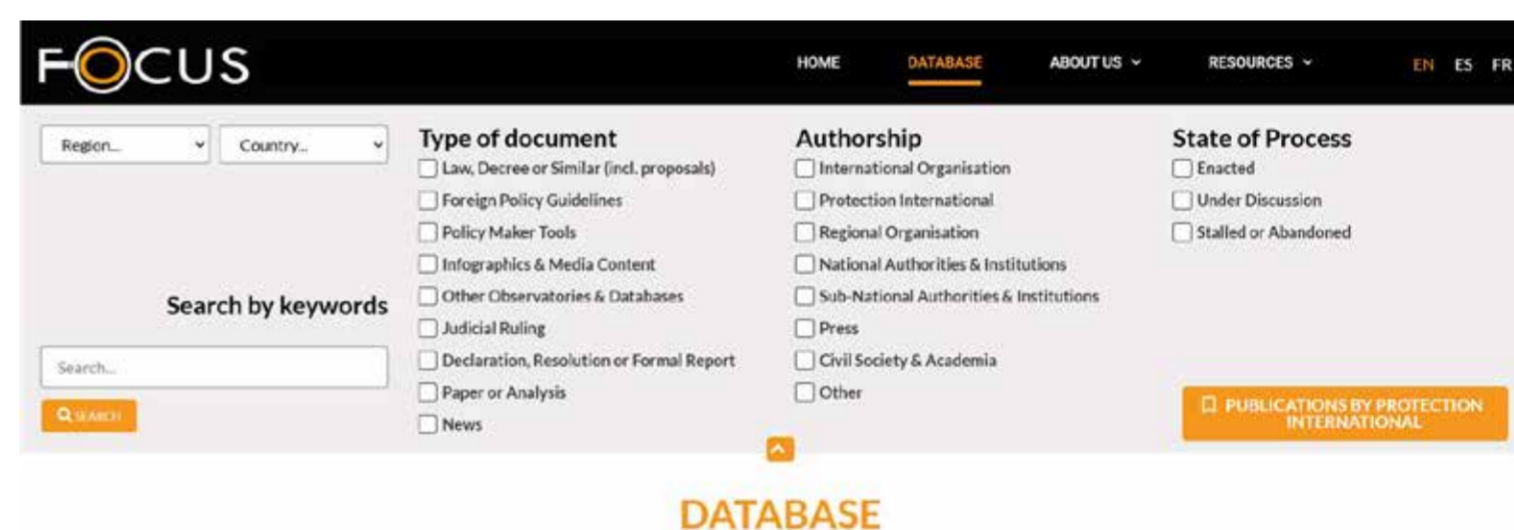 FOCUS
HOME DATABASE ABOUT US RESOURCES EN ES FR
Region... Country...
Search by keywords
Search...
SEARCH
Type of document
Law, Decree or Similar (incl. proposals)
Foreign Policy Guidelines
Policy Maker Tools
Infographics & Media Content
Other Observatories & Databases
Judicial Ruling
Declaration, Resolution or Formal Report
Paper or Analysis
News
Authorship
International Organisation
Protection International
Regional Organisation
National Authorities & Institutions
Sub-National Authorities & Institutions
Press
Civil Society & Academia
Other
State of Process
Enacted
Under Discussion
Stalled or Abandoned
PUBLICATIONS BY PROTECTION
INTERNATIONAL
DATABASE